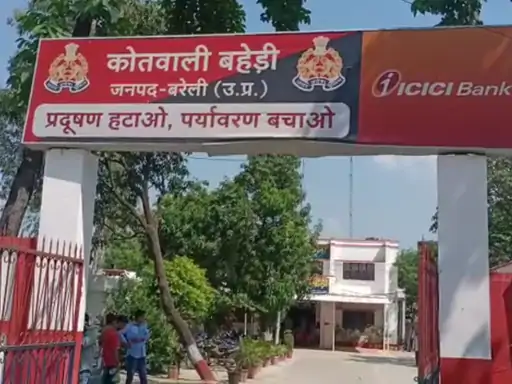 कोतवाली बहेड़ी
जनपद-बरेली (उ.प्र.)
प्रदूषण हटाओ, पर्यावरण बचाओ
ICICI Bank